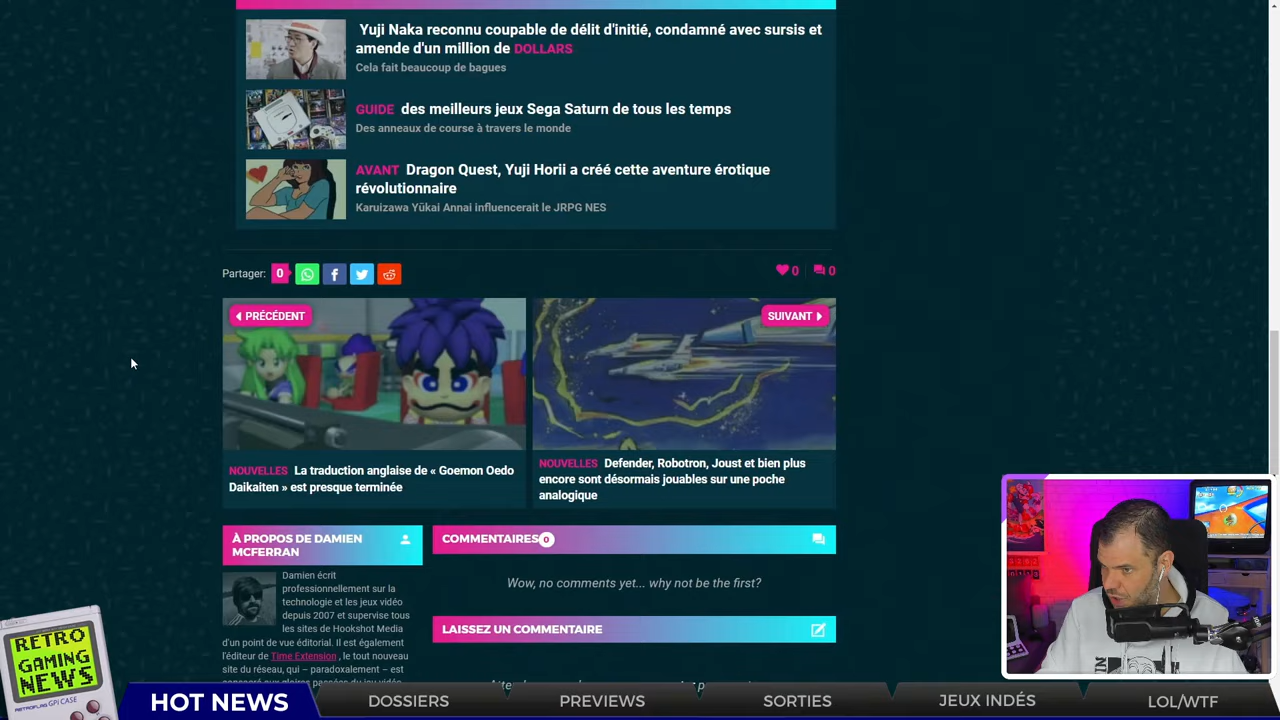 Yuji Naka reconnu coupable de délit d'initié, condamné avec sursis et
amende d'un million de DOLLARS
Cela fait beaucoup de bagues
GUIDE des meilleurs jeux Sega Saturn de tous les temps
Des anneaux de course à travers le monde
AVANT Dragon Quest, Yuji Horii a créé cette aventure érotique
révolutionnaire
Karuizawa Yūkai Annai influencerait le JRPG NES
Partager: 0
0
0
PRÉCÉDENT
SUIVANT
NOUVELLES La traduction anglaise de « Goemon Oedo
Daikaiten » est presque terminée
NOUVELLES Defender, Robotron, Joust et bien plus
encore sont désormais jouables sur une poche
analogique
À PROPOS DE DAMIEN
MCFERRAN
COMMENTAIRES 0
Damien écrit
professionnellement sur la
technologie et les jeux vidéo
depuis 2007 et supervise tous
les sites de Hookshot Media
d'un point de vue éditorial. Il est également
l'éditeur de Time Extension , le tout nouveau
site du réseau, qui – paradoxalement – est
Wow, no comments yet... why not be the first?
LAISSEZ UN COMMENTAIRE
RETRO
GAMING
NEWS
RETROFLAG GPi CASE
HOT NEWS
DOSSIERS
PREVIEWS
SORTIES
JEUX INDÉS
LOL/WTF